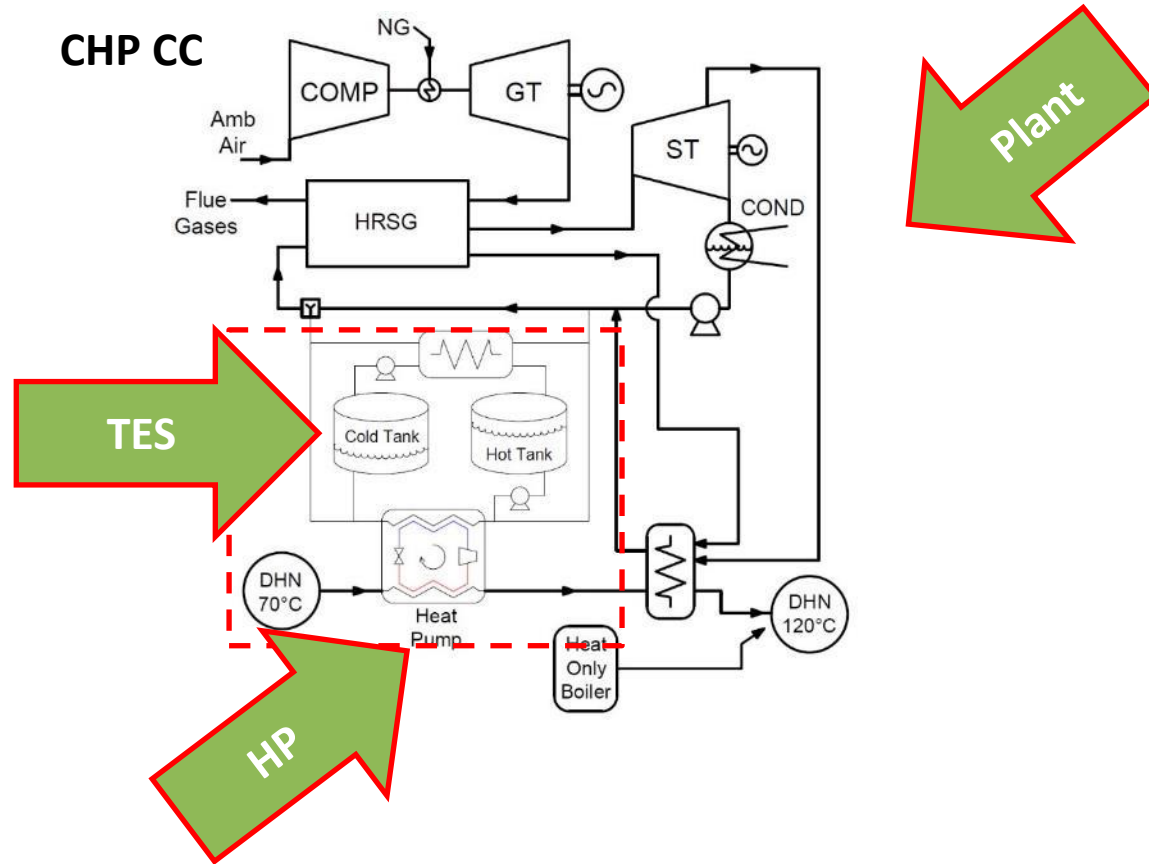 CHP CC
NG
COMP
GT
Amb
Air
Plant
ST
Flue
Gases
HRSG
COND
Y
TES
Cold Tank
Hot Tank
DHN
70°C
Heat
Pump
DHN
120°C
Heat
Only
Boiler
HP